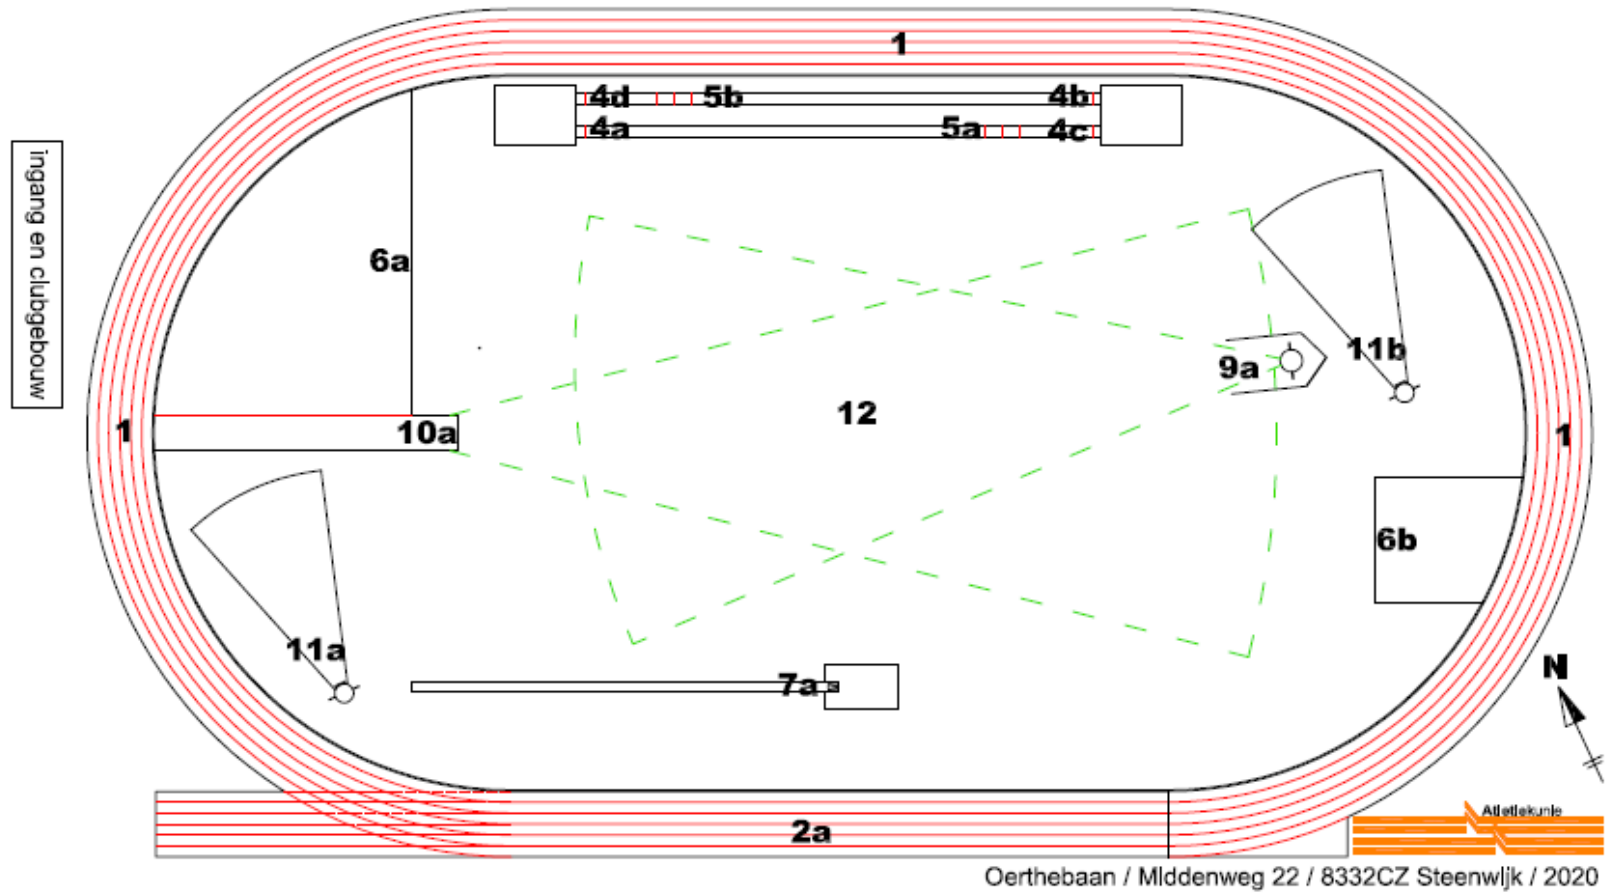 1
4d
5b
4b
4a
5a
4c
ingang en clubgebouw
6a
11b
9a
12
1
10a
1
6b
11a
7a
N
2a
Atletiekunie
Oerthebaan / Middenweg 22 / 8332CZ Steenwijk / 2020